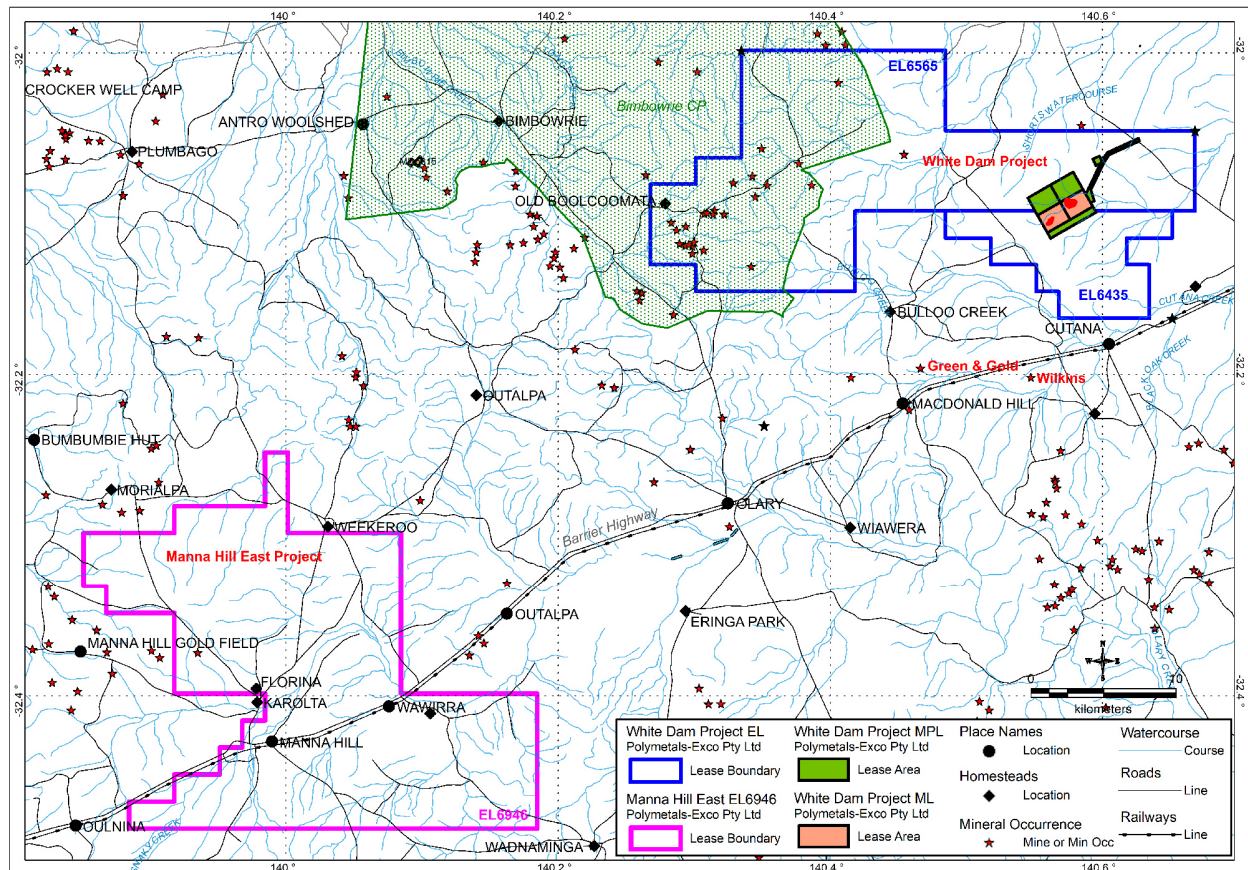 140 °
140.2 °
140.4 °
140.6 °
-32 °
-32 °
EL6565
CROCKER WELL CAMP
Bimbowrie CP
SHORTS WATERCOURSE
ANTRO WOOLSHED
BIMBOWRIE
PLUMBAGO
White Dam Project
OLD BOOLCOOMATA
EL6435
CUTANA CREEK
BULLOO CREEK
CUTANA
-32.2 °
-32.2 °
Green & Gold
Wilkins
OUTALPA
MACDONALD HILL
BUMBUMBIE HUT
MORIALPA
OLARY
WEEKEROO
Barrier Highway
WIAWERA
Manna Hill East Project
OUTALPA
ERINGA PARK
MANNA HILL GOLD FIELD
FLORINA
KAROLTA
-32.4 °
-32.4 °
WAWIRRA
N
W
E
S
0
10
kilometers
MANNA HILL
EL6946
OULNINA
WADNAMINGA
140 °
140.2 °
140.4 °
140.6 °
White Dam Project EL
Polymetals-Exco Pty Ltd
Lease Boundary
Manna Hill East EL6946
Polymetals-Exco Pty Ltd
Lease Boundary
White Dam Project MPL
Polymetals-Exco Pty Ltd
Lease Area
White Dam Project ML
Polymetals-Exco Pty Ltd
Lease Area
Place Names
Location
Homesteads
Location
Mineral Occurrence
Mine or Min Occ
Watercourse
Course
Roads
Line
Railways
Line